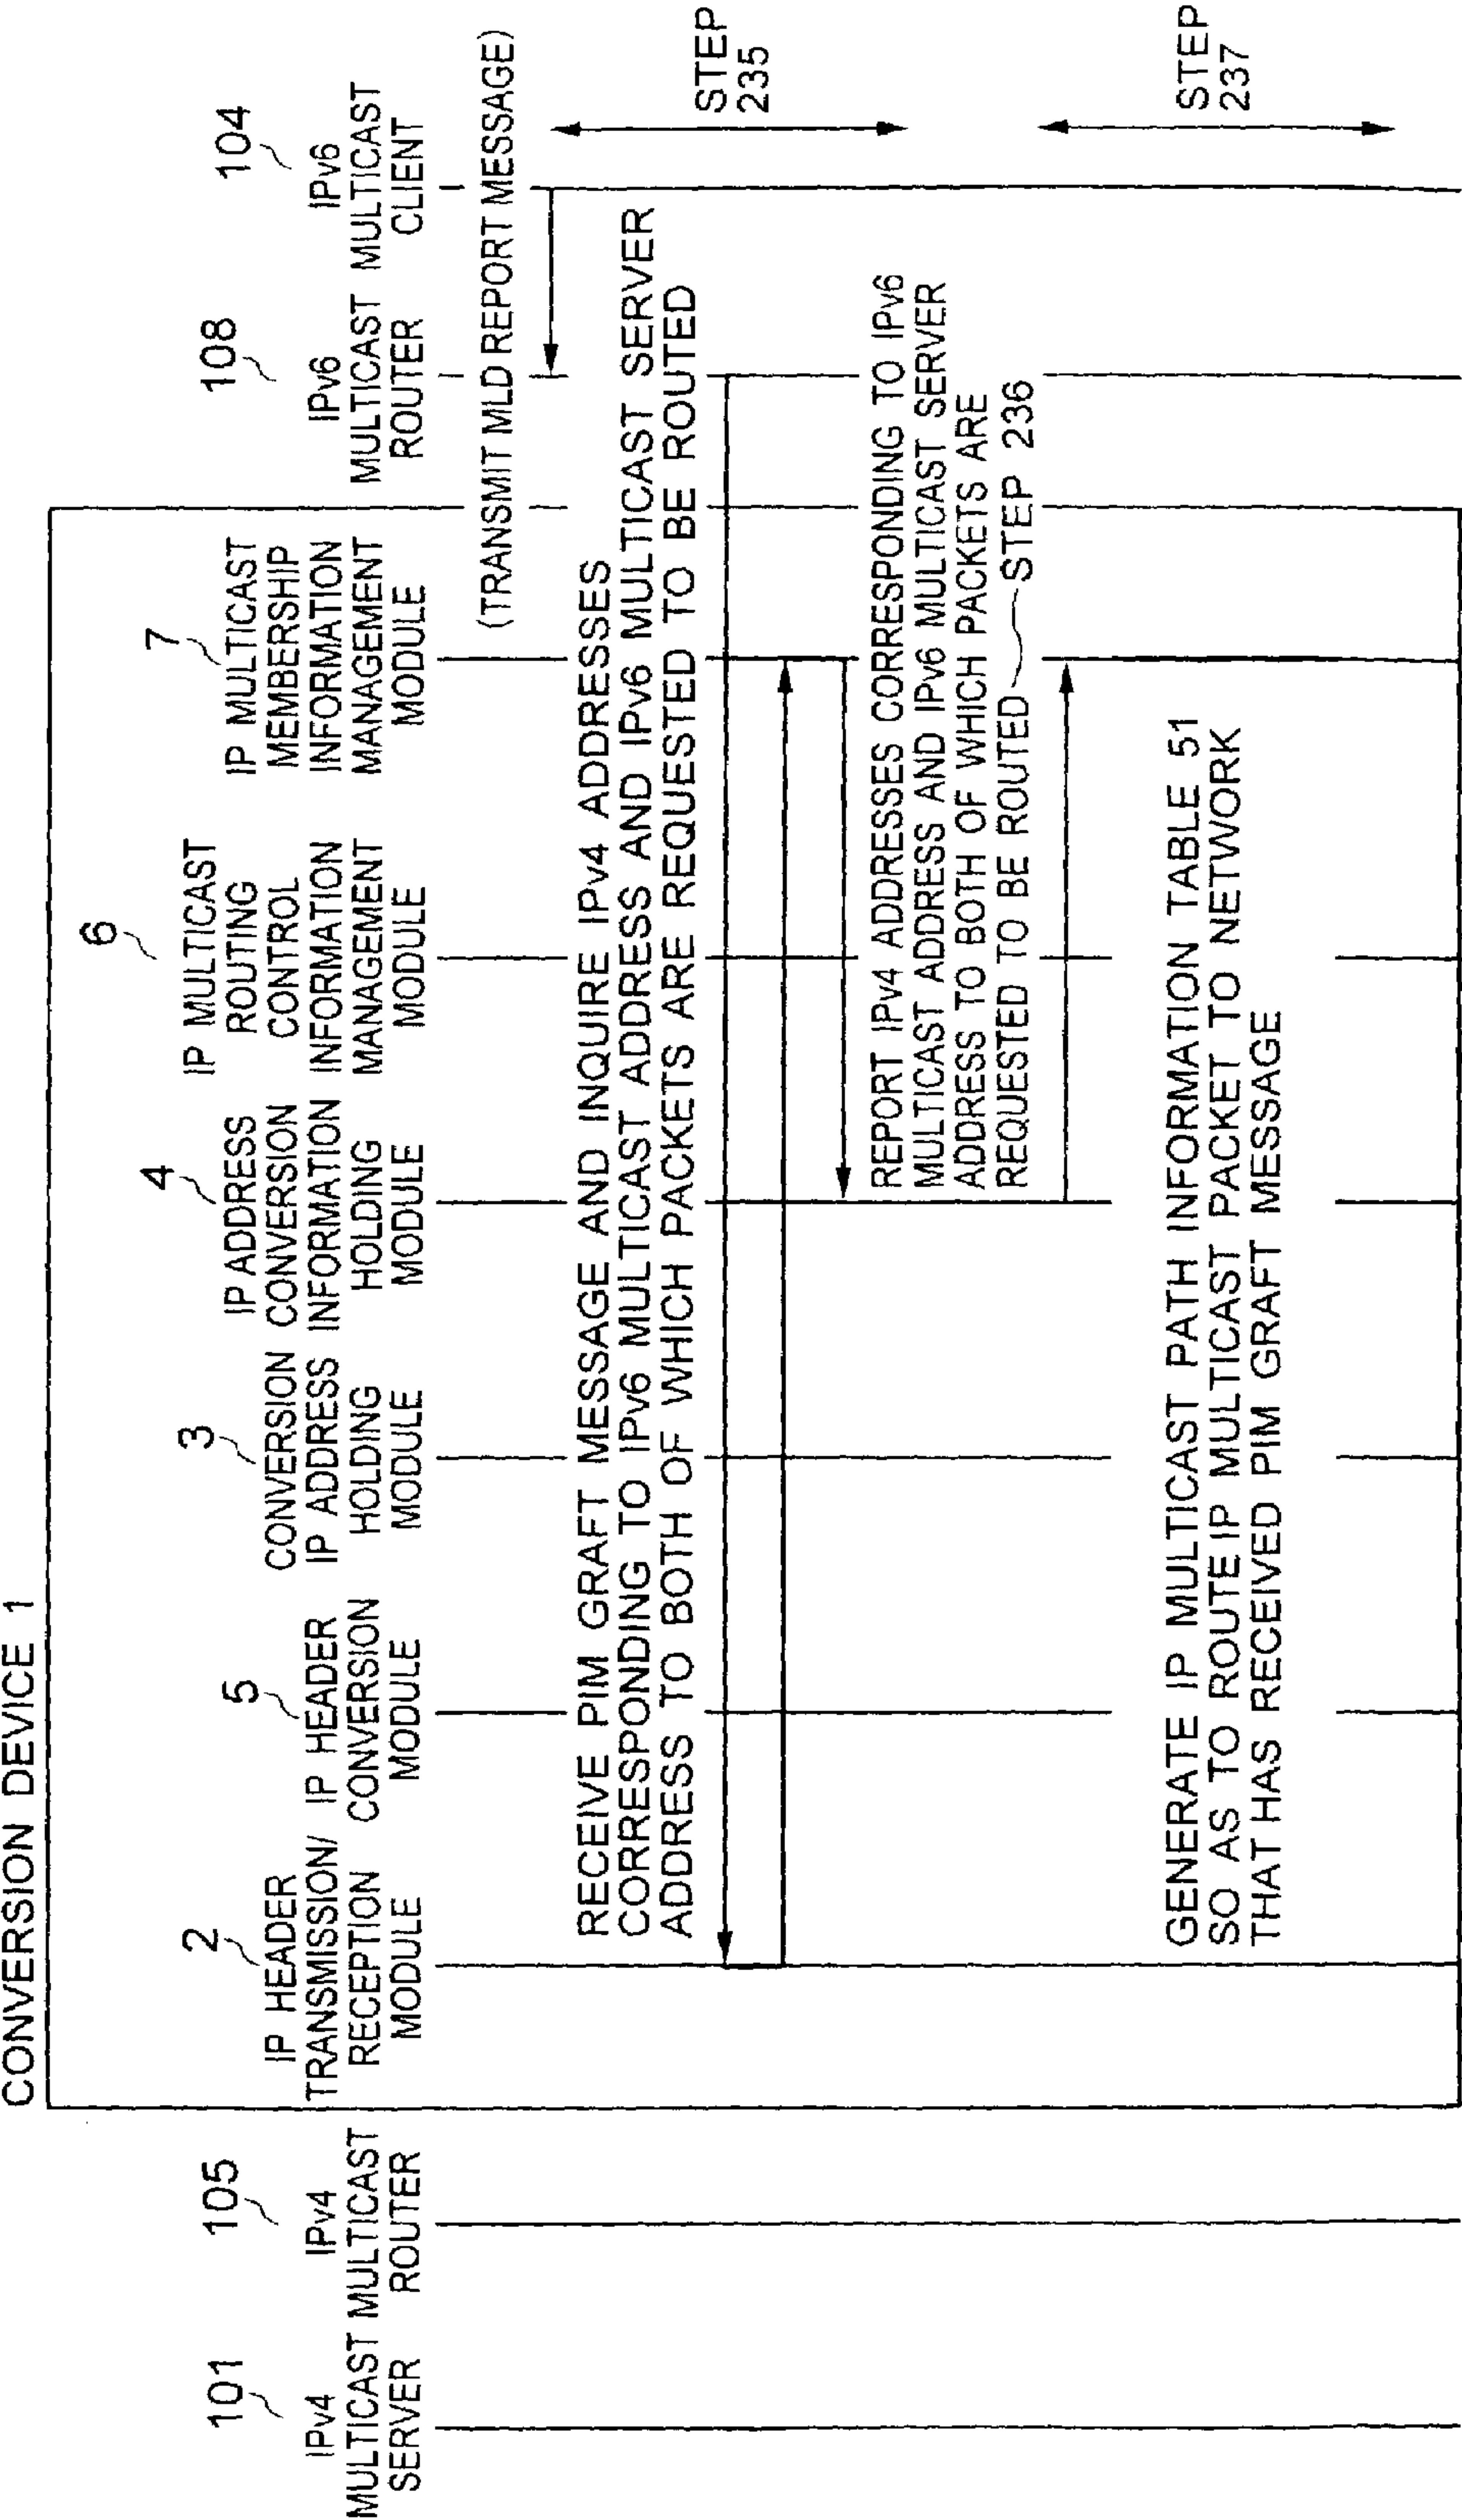 CONVERSION DEVICE 1
101
IPv4
MULTICAST
SERVER
105
IPv4
MULTICAST
ROUTER
2
IP HEADER
TRANSMISSION/
RECEPTION
MODULE
5
IP HEADER
CONVERSION
MODULE
3
CONVERSION
IP ADDRESS
HOLDING
MODULE
4
IP ADDRESS
CONVERSION
INFORMATION
HOLDING
MODULE
6
IP MULTICAST
ROUTING
CONTROL
INFORMATION
MANAGEMENT
MODULE
7
IP MULTICAST
MEMBERSHIP
INFORMATION
MANAGEMENT
MODULE
108
IPv6
MULTICAST
ROUTER
104
IPv6
MULTICAST
CLIENT
(TRANSMIT MLD REPORT MESSAGE)
RECEIVE PIM GRAFT MESSAGE AND INQUIRE IPv4 ADDRESSES
CORRESPONDING TO IPv6 MULTICAST ADDRESS AND IPv6 MULTICAST SERVER
ADDRESS TO BOTH OF WHICH PACKETS ARE REQUESTED TO BE ROUTED
STEP
235
REPORT IPv4 ADDRESSES CORRESPONDING TO IPv6
MULTICAST ADDRESS AND IPv6 MULTICAST SERVER
ADDRESS TO BOTH OF WHICH PACKETS ARE
REQUESTED TO BE ROUTED
STEP 236
GENERATE IP MULTICAST PATH INFORMATION TABLE 51
SO AS TO ROUTE IP MULTICAST PACKET TO NETWORK
THAT HAS RECEIVED PIM GRAFT MESSAGE
STEP
237